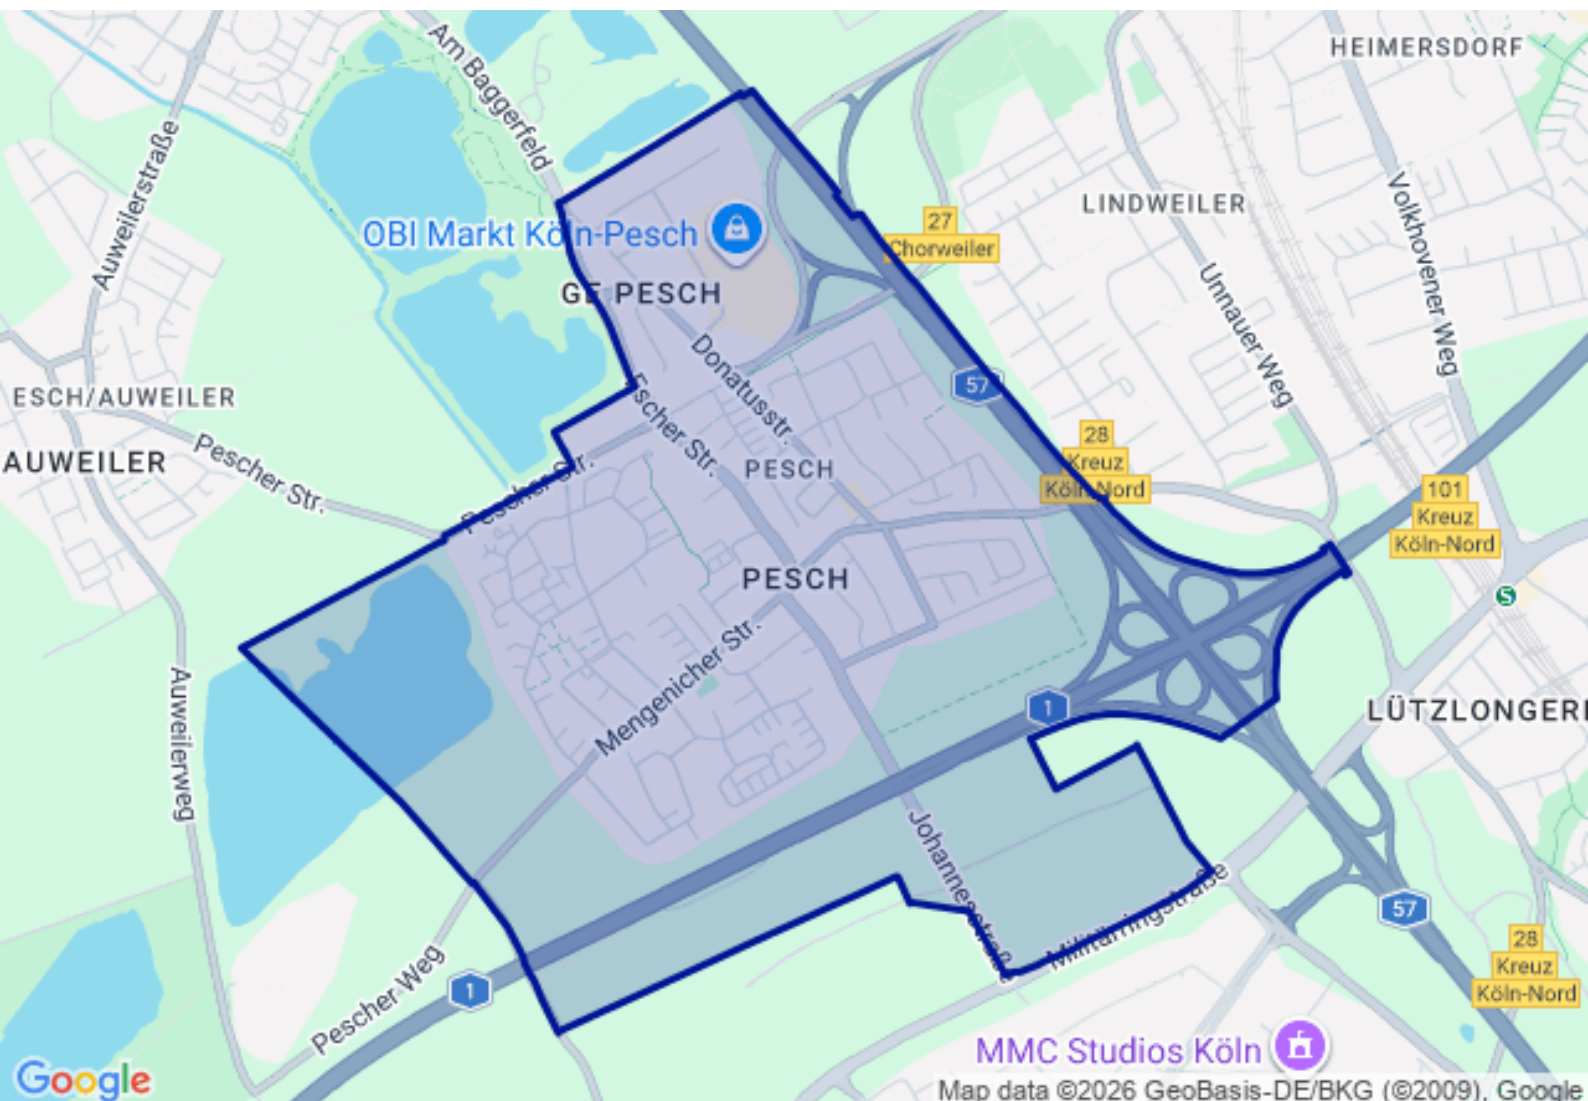 Am Baggerfeld
HEIMERSDORF
Auweilerstraße
OBI Markt Köln-Pesch
27
Chorweiler
LINDWEILER
Volkhovener Weg
GE PESCH
Unnauer Weg
Donatusstr.
57
ESCH/AUWEILER
Escher Str.
AUWEILER
Pescher Str.
Pescher Str.
PESCH
28
Kreuz
Köln-Nord
101
Kreuz
Köln-Nord
PESCH
S
Mengenicher Str.
Auweilerweg
1
LÜTZLONGERI
Johannesstraße
Militärringstraße
57
Pescher Weg
1
28
Kreuz
Köln-Nord
MMC Studios Köln
Google
Map data ©2026 GeoBasis-DE/BKG (©2009), Google